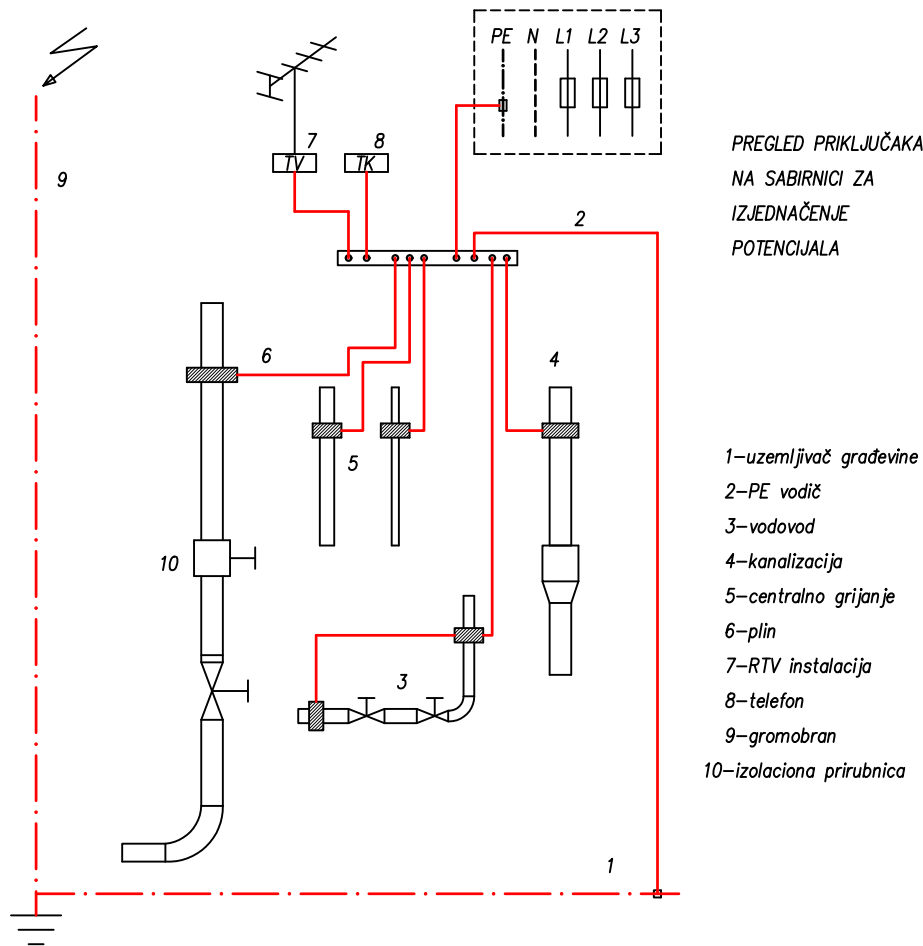 PE N L1 L2 L3
7
8
TV
TK
9
2
PREGLED PRIKLJUČAKA
NA SABIRNICI ZA
IZJEDNAČENJE
POTENCIJALA
6
4
5
10
3
1
1-uzemljivač građevine
2-PE vodič
3-vodovod
4-kanalizacija
5-centralno grijanje
6-plin
7-RTV instalacija
8-telefon
9-gromobran
10-izolaciona prirubnica